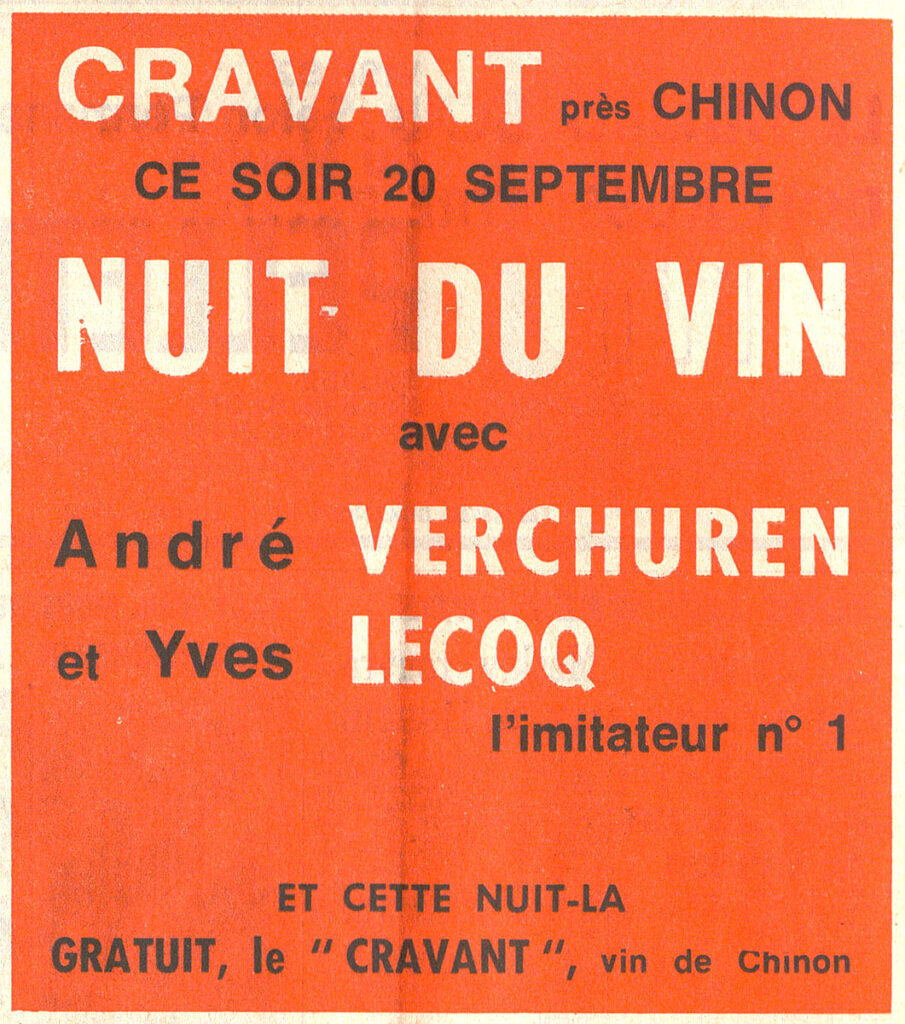 CRAVANT près CHINON
CE SOIR 20 SEPTEMBRE
NUIT DU VIN
avec
André VERCHUREN
et Yves LECOQ
l'imitateur n° 1
ET CETTE NUIT-LA
GRATUIT, le " CRAVANT ", vin de Chinon